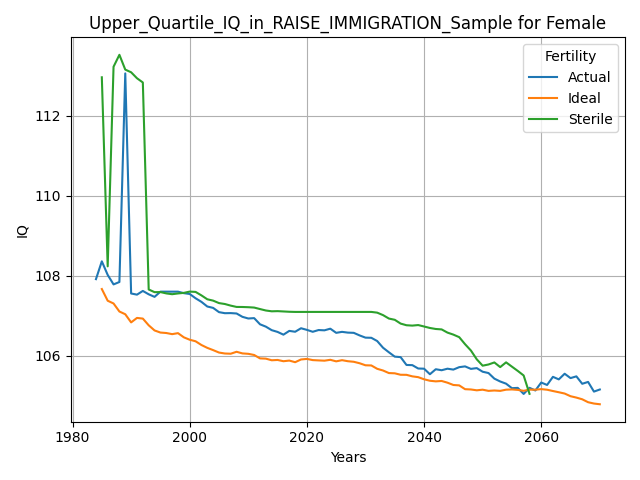 Upper_Quartile_IQ_in_RAISE_IMMIGRATION_Sample for Female
Fertility
Actual
Ideal
Sterile
IQ
112
110
108
106
1980
2000
2020
2040
2060
Years